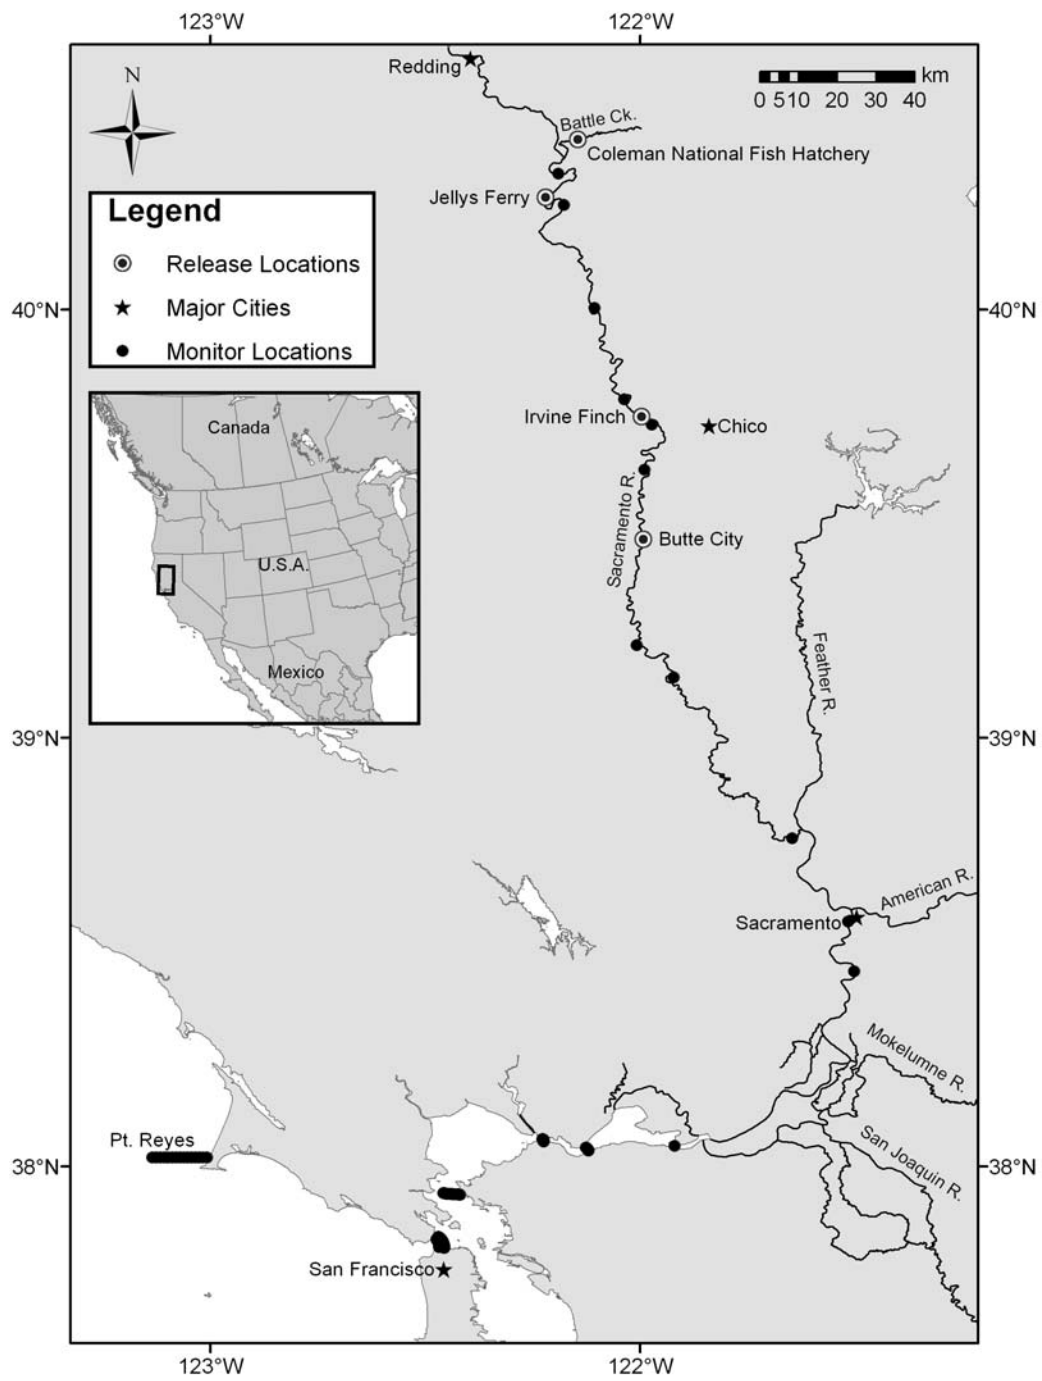 123°W
122°W
Redding
km
0 5 10 20 30 40
N
Battle Ck.
Coleman National Fish Hatchery
Jellys Ferry
Legend
Release Locations
Major Cities
Monitor Locations
40°N
40°N
Irvine Finch
Chico
Canada
Sacramento R.
Butte City
U.S.A.
Feather R.
Mexico
39°N
39°N
American R.
Sacramento
Mokelumne R.
Pt. Reyes
San Joaquin R.
38°N
38°N
San Francisco
123°W
122°W